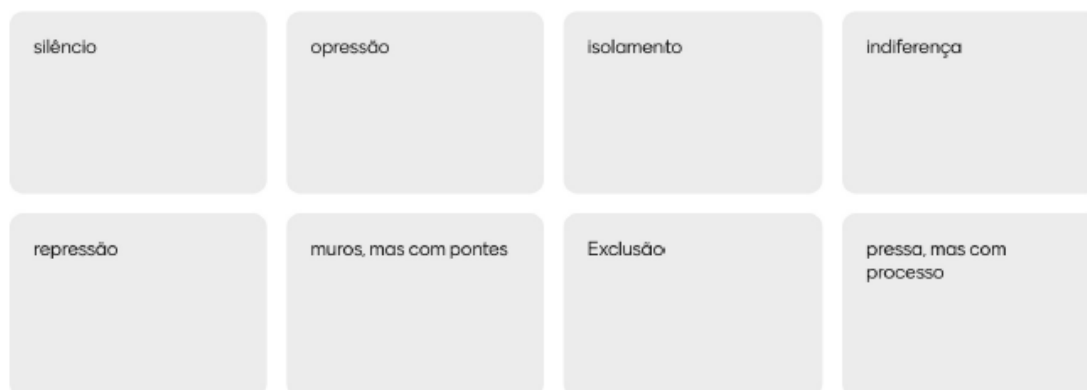 silêncio
opressão
isolamento
indiferença
repressão
muros, mas com pontes
Exclusão
pressa, mas com
processo